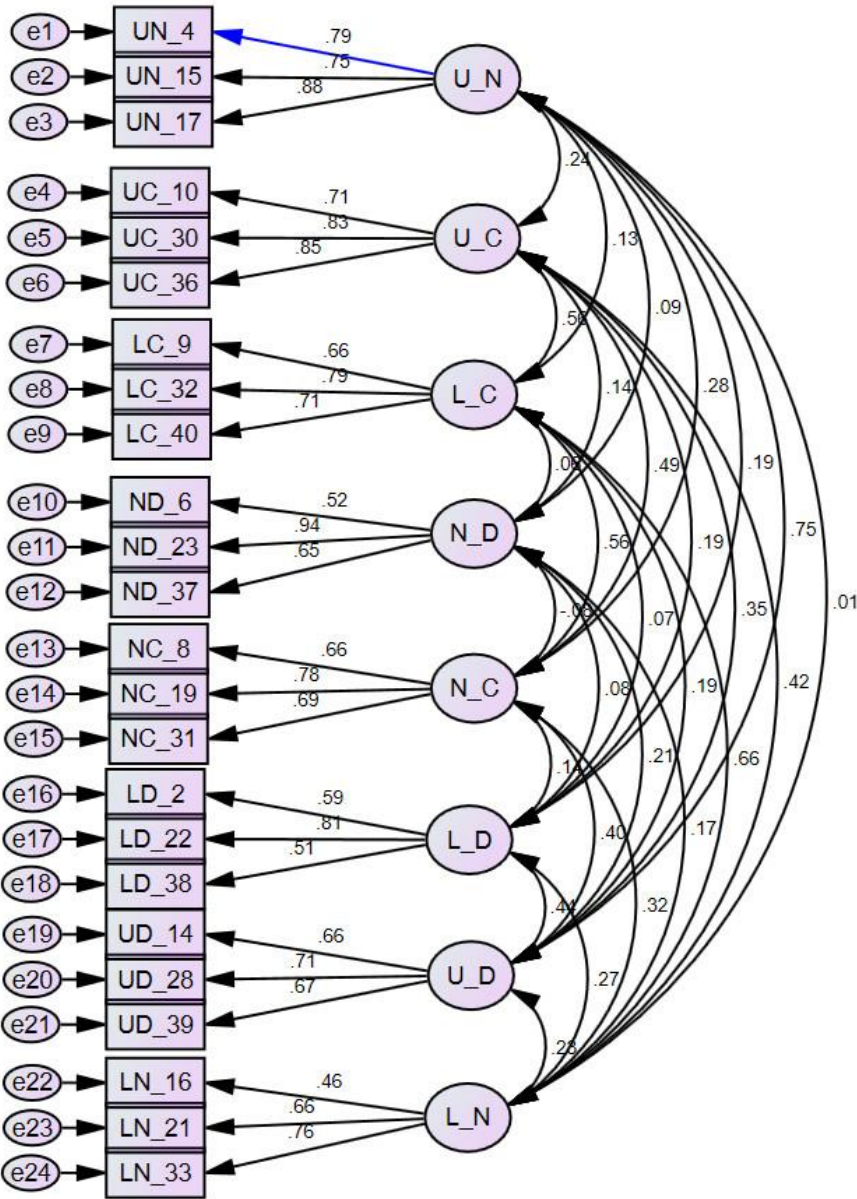 e1 UN_4 .79 U_N
e2 UN_15 .75
e3 UN_17 .88
.24
e4 UC_10 .71
e5 UC_30 .83 U_C .13
e6 UC_36 .85
.09
e7 LC_9 .66
e8 LC_32 .79 L_C .14 .28
e9 LC_40 .71
.49 .19
e10 ND_6 .52
e11 ND_23 .94 N_D .56 .19 .75
e12 ND_37 .65
.07 .35 .01
e13 NC_8 .66
e14 NC_19 .78 N_C .08 .19 .42
e15 NC_31 .69
.21 .66
e16 LD_2 .59
e17 LD_22 .81 L_D .40 .17
e18 LD_38 .51
.44 .32
e19 UD_14 .66
e20 UD_28 .71 U_D .27
e21 UD_39 .67
e22 LN_16 .46
e23 LN_21 .66 L_N
e24 LN_33 .76